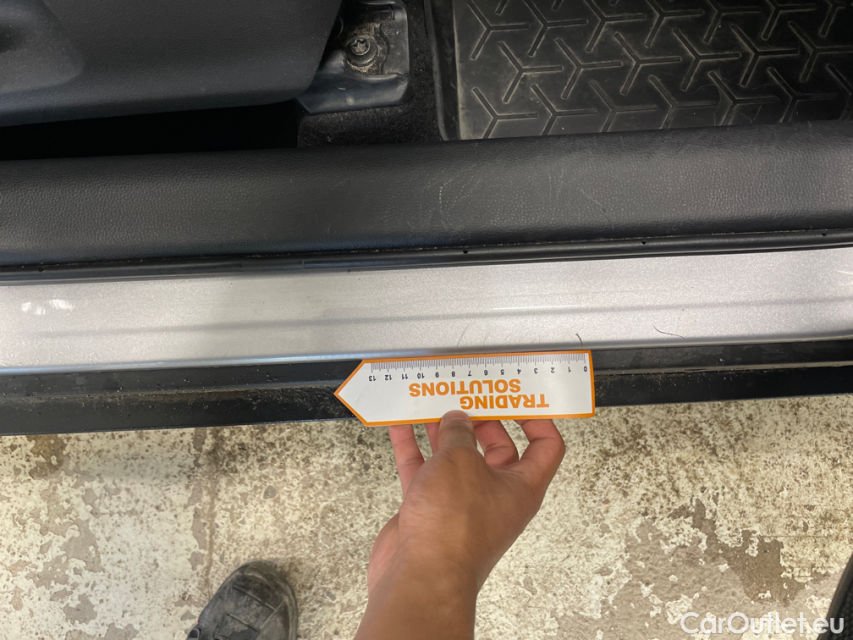 0 1 2 3 4 5 6 7 8 9 10 11 12 13
TRADING
SOLUTIONS
CarOutlet.eu